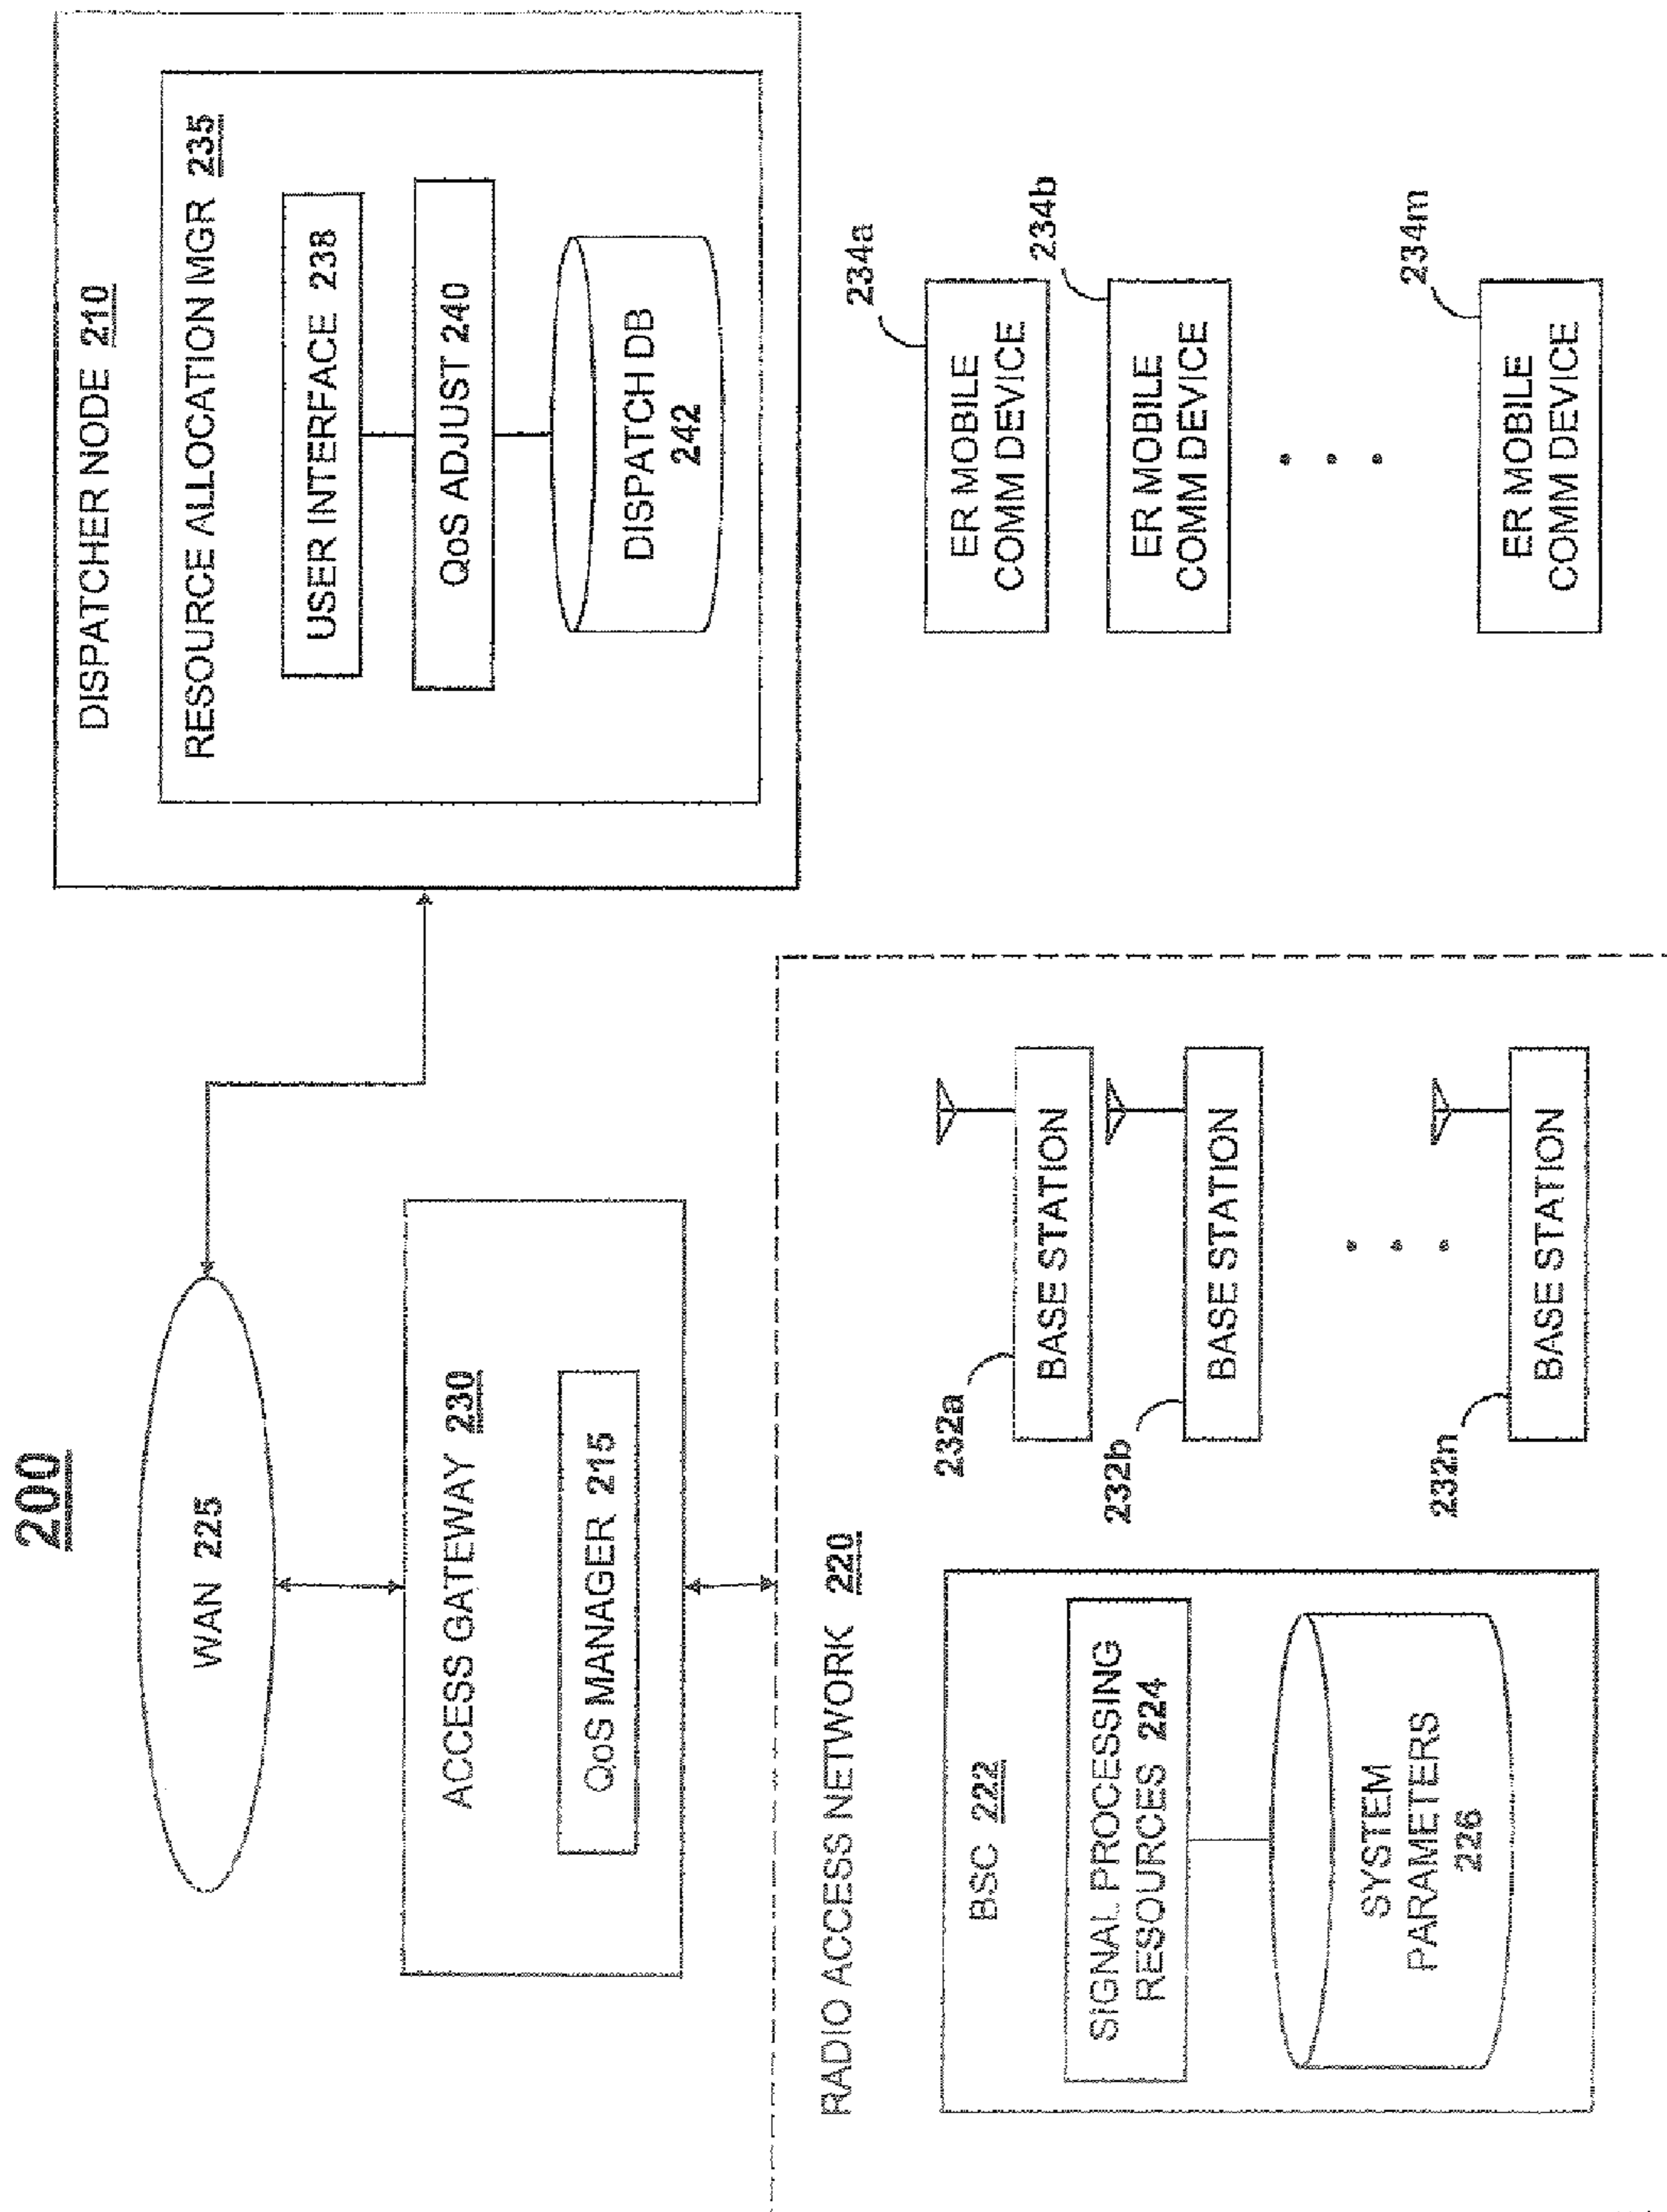 200
WAN 225
ACCESS GATEWAY 230
QoS MANAGER 215
DISPATCHER NODE 210
RESOURCE ALLOCATION MGR 235
USER INTERFACE 238
QoS ADJUST 240
DISPATCH DB
242
RADIO ACCESS NETWORK 220
BSC 222
SIGNAL PROCESSING
RESOURCES 224
SYSTEM
PARAMETERS
226
232a
BASE STATION
232b
BASE STATION
232n
BASE STATION
234a
ER MOBILE
COMM DEVICE
234b
ER MOBILE
COMM DEVICE
234m
ER MOBILE
COMM DEVICE